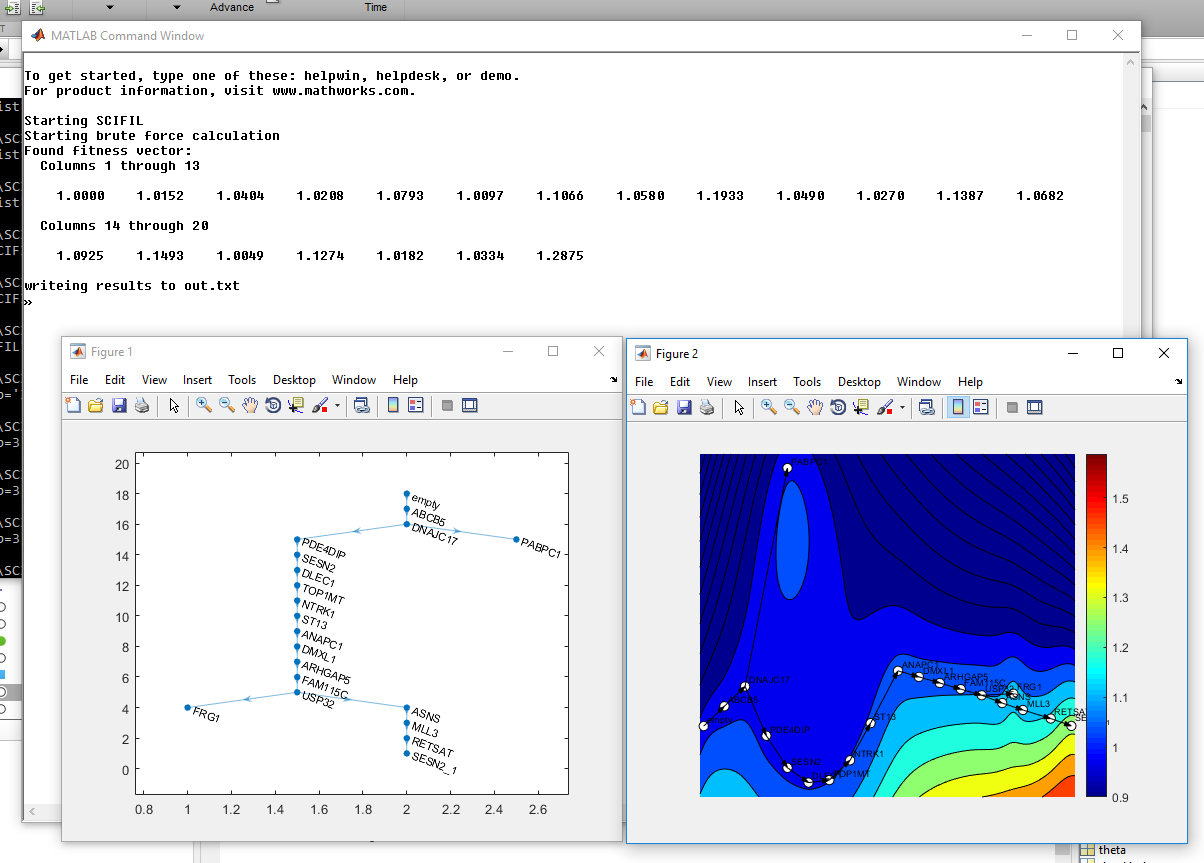 Advance Time
MATLAB Command Window
To get started, type one of these: helpwin, helpdesk, or demo.
For product information, visit www.mathworks.com.
Starting SCIFIL
Starting brute force calculation
Found fitness vector:
Columns 1 through 13
1.0000 1.0152 1.0404 1.0208 1.0793 1.0097 1.1066 1.0580 1.1933 1.0490 1.0270 1.1387 1.0682
Columns 14 through 20
1.0925 1.1493 1.0049 1.1274 1.0182 1.0334 1.2875
writeing results to out.txt
»
Figure 1
File Edit View Insert Tools Desktop Window Help
20
18
16
14
12
10
8
6
4
2
0
empty
ABCB5
DNAJC17
PABPC1
PDE4DIP
SESN2
DLEC1
TOP1MT
NTRK1
ST13
ANAPC1
DMXL1
ARHGAP5
FAM115C
USP32
FRG1
ASNS
MLL3
RETSAT
SESN2_1
0.8 1 1.2 1.4 1.6 1.8 2 2.2 2.4 2.6
Figure 2
File Edit View Insert Tools Desktop Window Help
DNAJC17
PDE4DIP
SESN2
TOP1MT
NTRK1
ST13
ANAPC1
DMXL1
ARHGAP5
FAM115C
FRG1
MLL3
1.5
1.4
1.3
1.2
1.1
1
0.9
theta